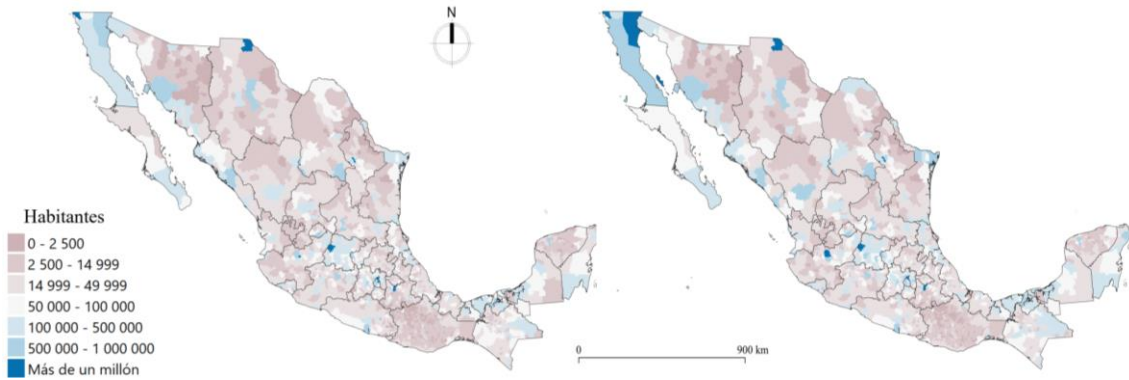 N
Habitantes
0 - 2 500
2 500 - 14 999
14 999 - 49 999
50 000 - 100 000
100 000 - 500 000
500 000 - 1 000 000
Más de un millón
0 900 km